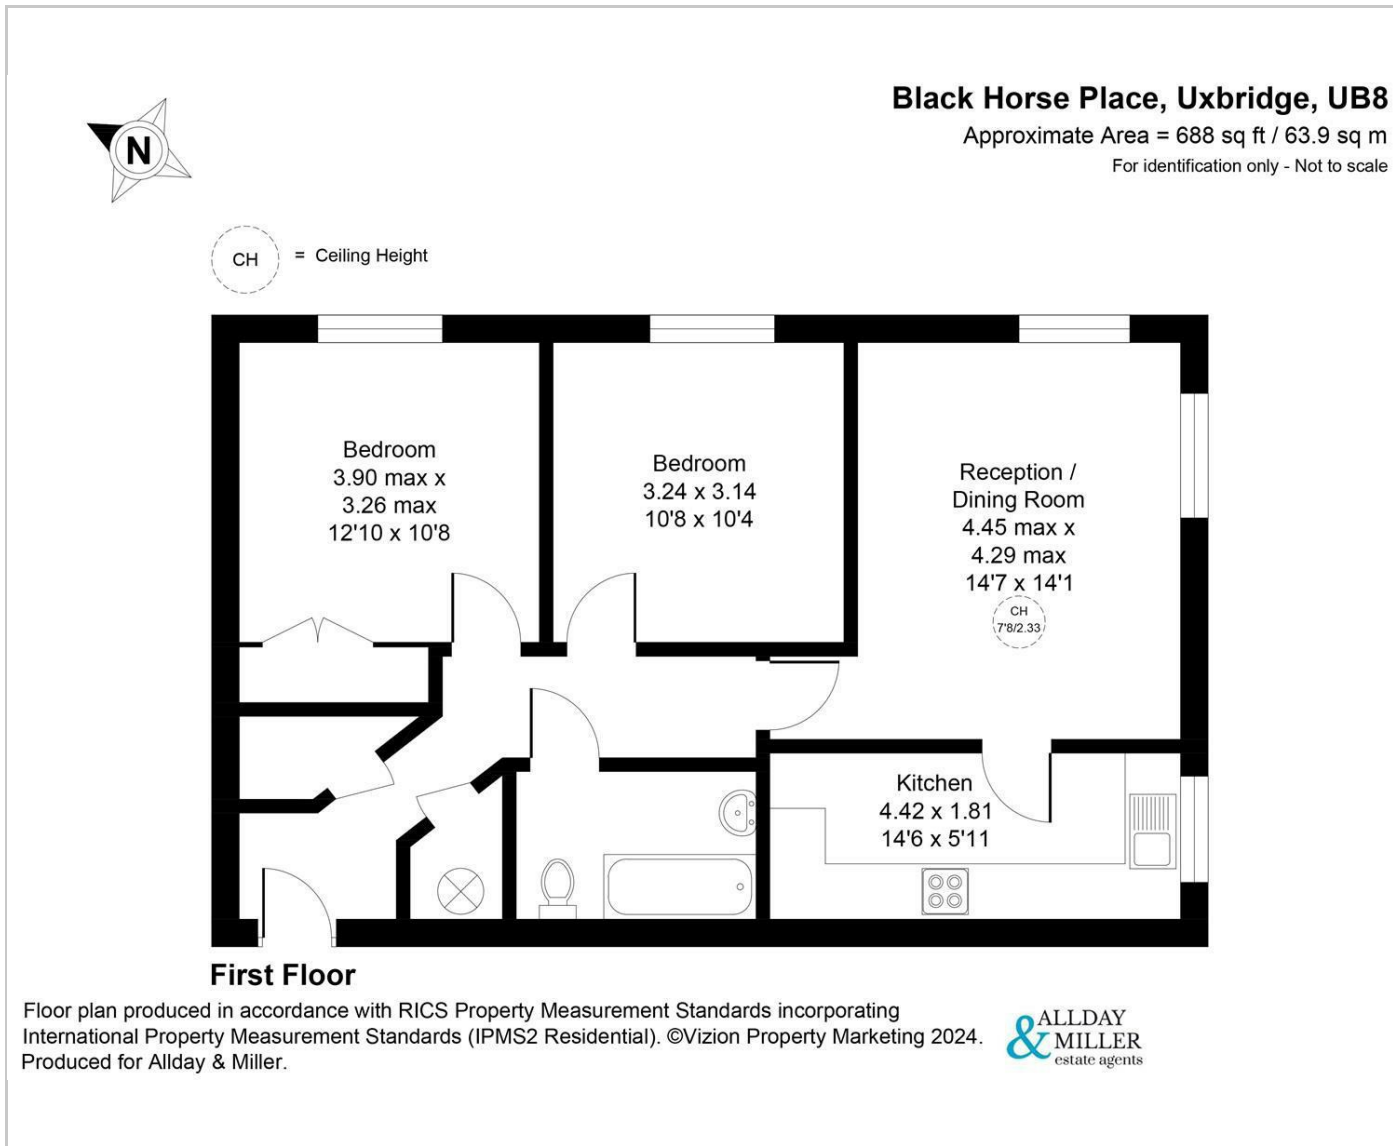 Black Horse Place, Uxbridge, UB8
Approximate Area = 688 sq ft / 63.9 sq m
For identification only - Not to scale
N
CH = Ceiling Height
Bedroom
3.90 max x
3.26 max
12'10 x 10'8
Bedroom
3.24 x 3.14
10'8 x 10'4
Reception /
Dining Room
4.45 max x
4.29 max
14'7 x 14'1
CH
7'8/2.33
Kitchen
4.42 x 1.81
14'6 x 5'11
First Floor
Floor plan produced in accordance with RICS Property Measurement Standards incorporating
International Property Measurement Standards (IPMS2 Residential). ©Vizion Property Marketing 2024.
Produced for Allday & Miller.
ALLDAY
& MILLER
estate agents